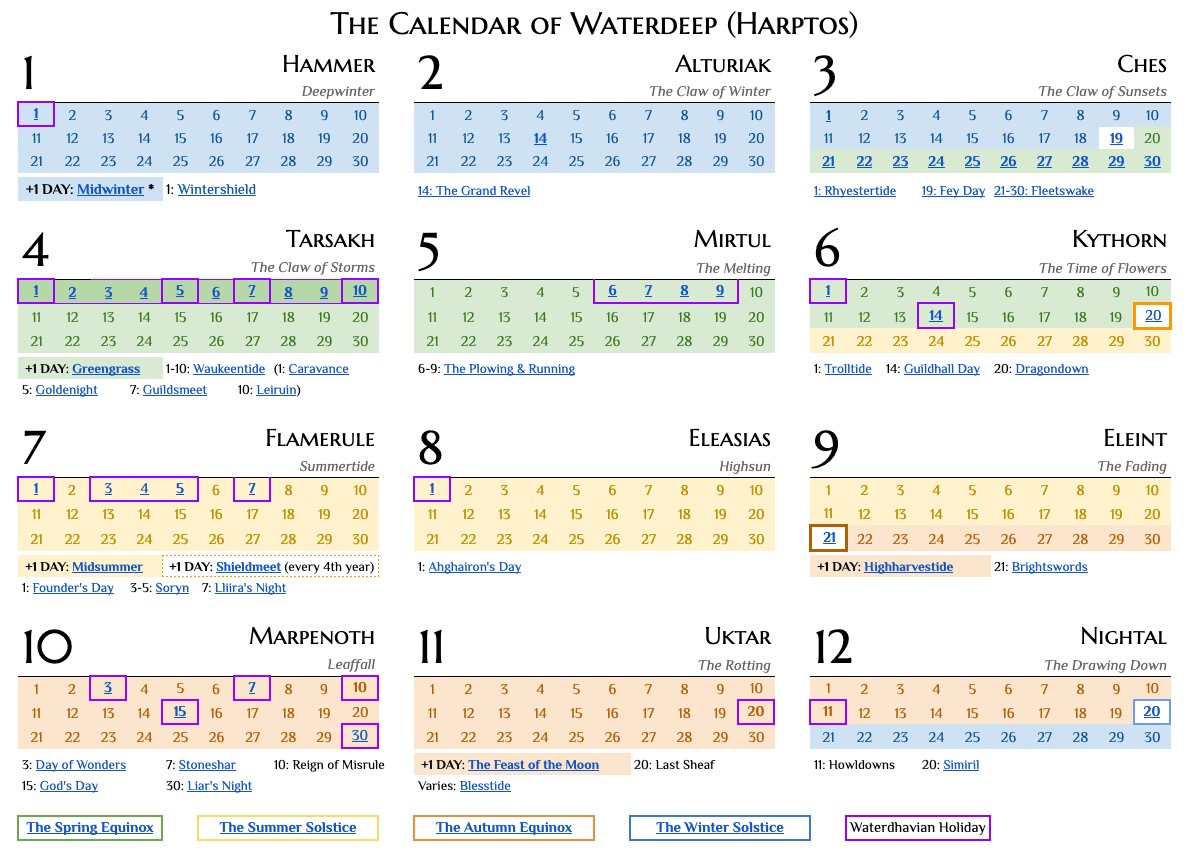 The Calendar of Waterdeep (Harptos)
1 Hammer
Deepwinter
1 2 3 4 5 6 7 8 9 10
11 12 13 14 15 16 17 18 19 20
21 22 23 24 25 26 27 28 29 30
+1 DAY: Midwinter * 1: Wintershield
2 Alturiak
The Claw of Winter
1 2 3 4 5 6 7 8 9 10
11 12 13 14 15 16 17 18 19 20
21 22 23 24 25 26 27 28 29 30
14: The Grand Revel
3 Ches
The Claw of Sunsets
1 2 3 4 5 6 7 8 9 10
11 12 13 14 15 16 17 18 19 20
21 22 23 24 25 26 27 28 29 30
1: Rhyestertide 19: Fey Day 21-30: Fleetswake
4 Tarsakh
The Claw of Storms
1 2 3 4 5 6 7 8 9 10
11 12 13 14 15 16 17 18 19 20
21 22 23 24 25 26 27 28 29 30
+1 DAY: Greengrass 1-10: Waukeentide (1: Caravance
5: Goldenight 7: Guildsmeet 10: Leiruin)
5 Mirtul
The Melting
1 2 3 4 5 6 7 8 9 10
11 12 13 14 15 16 17 18 19 20
21 22 23 24 25 26 27 28 29 30
6-9: The Plowing & Running
6 Kythorn
The Time of Flowers
1 2 3 4 5 6 7 8 9 10
11 12 13 14 15 16 17 18 19 20
21 22 23 24 25 26 27 28 29 30
1: Trolltide 14: Guildhall Day 20: Dragondown
7 Flamerule
Summertide
1 2 3 4 5 6 7 8 9 10
11 12 13 14 15 16 17 18 19 20
21 22 23 24 25 26 27 28 29 30
+1 DAY: Midsummer +1 DAY: Shieldmeet (every 4th year)
1: Founder's Day 3-5: Soryn 7: Lliira's Night
8 Eleasias
Highsun
1 2 3 4 5 6 7 8 9 10
11 12 13 14 15 16 17 18 19 20
21 22 23 24 25 26 27 28 29 30
1: Ahghairon's Day
9 Eleint
The Fading
1 2 3 4 5 6 7 8 9 10
11 12 13 14 15 16 17 18 19 20
21 22 23 24 25 26 27 28 29 30
+1 DAY: Highharvestide 21: Brightswords
10 Marpenoth
Leaffall
1 2 3 4 5 6 7 8 9 10
11 12 13 14 15 16 17 18 19 20
21 22 23 24 25 26 27 28 29 30
3: Day of Wonders 7: Stoneshar 10: Reign of Misrule
15: God's Day 30: Liar's Night
11 Uktar
The Rotting
1 2 3 4 5 6 7 8 9 10
11 12 13 14 15 16 17 18 19 20
21 22 23 24 25 26 27 28 29 30
+1 DAY: The Feast of the Moon 20: Last Sheaf
Varies: Blesstide
12 Nightal
The Drawing Down
1 2 3 4 5 6 7 8 9 10
11 12 13 14 15 16 17 18 19 20
21 22 23 24 25 26 27 28 29 30
11: Howldowns 20: Simiril
The Spring Equinox The Summer Solstice The Autumn Equinox The Winter Solstice Waterdhavian Holiday